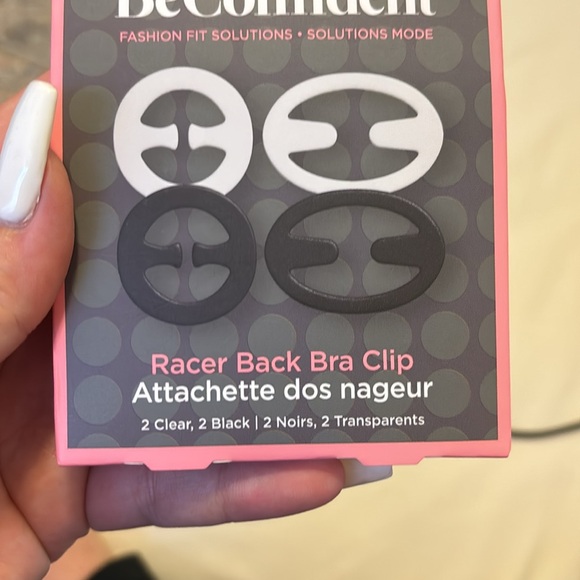 BeConfident
FASHION FIT SOLUTIONS • SOLUTIONS MODE
Racer Back Bra Clip
Attachette dos nageur
2 Clear, 2 Black | 2 Noirs, 2 Transparents